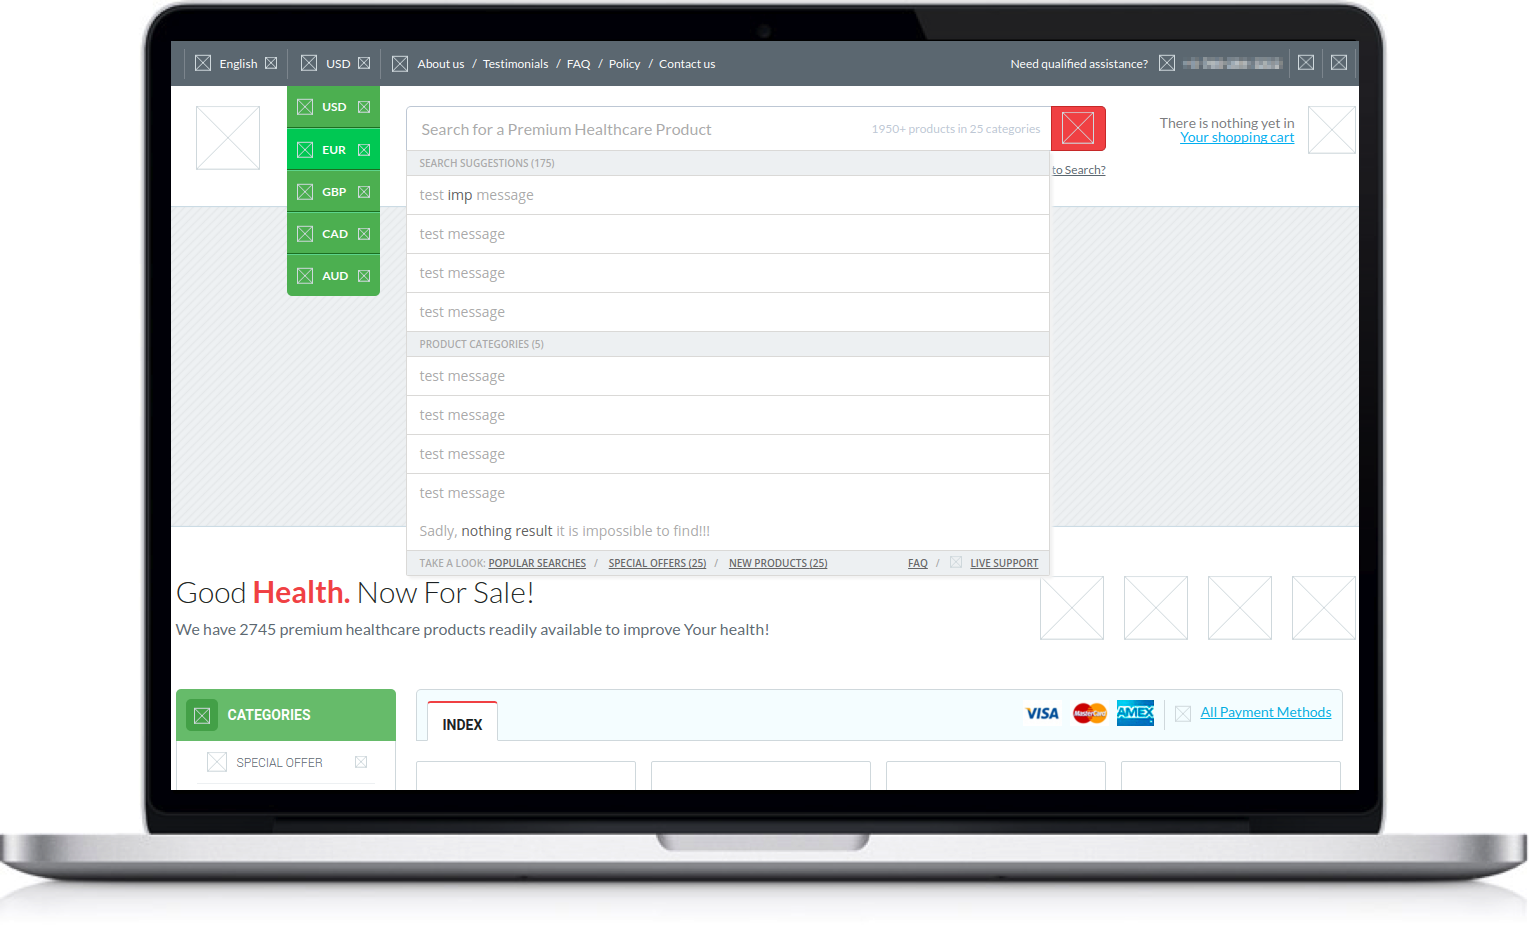 English USD About us / Testimonials / FAQ / Policy / Contact us Need qualified assistance?
USD
EUR
GBP
CAD
AUD
Search for a Premium Healthcare Product 1950+ products in 25 categories
There is nothing yet in
Your shopping cart
SEARCH SUGGESTIONS (175)
to Search?
test imp message
test message
test message
test message
PRODUCT CATEGORIES (5)
test message
test message
test message
test message
Sadly, nothing result it is impossible to find!!!
TAKE A LOOK: POPULAR SEARCHES / SPECIAL OFFERS (25) / NEW PRODUCTS (25) FAQ / LIVE SUPPORT
Good Health. Now For Sale!
We have 2745 premium healthcare products readily available to improve Your health!
CATEGORIES
SPECIAL OFFER
INDEX
VISA MasterCard AMEX All Payment Methods